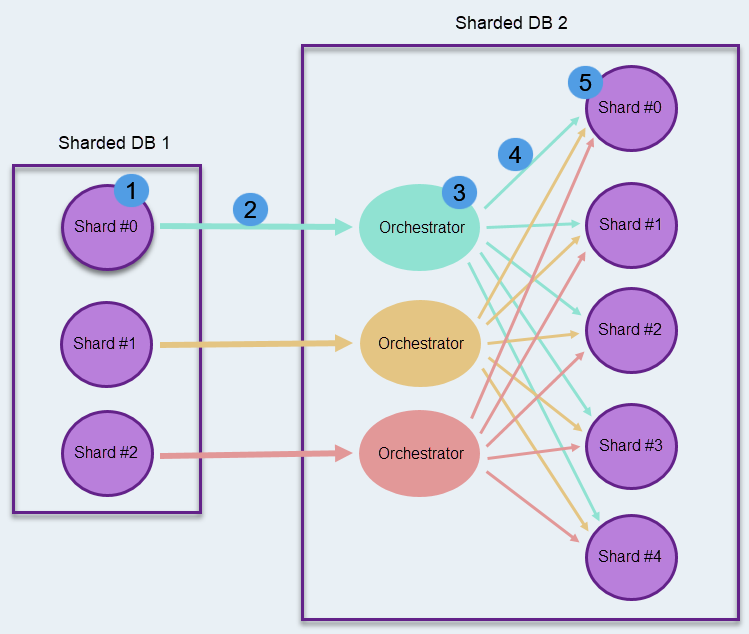 Sharded DB 2
5
Shard #0
4
Sharded DB 1
1
2
3
Shard #0
Orchestrator
Shard #1
Shard #1
Orchestrator
Shard #2
Shard #2
Orchestrator
Shard #3
Shard #4